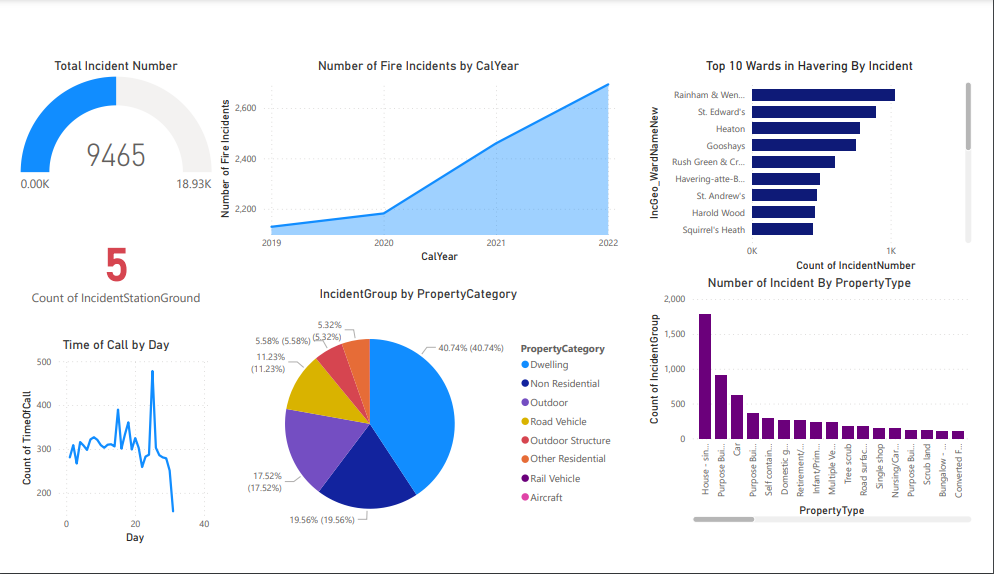 Total Incident Number
9465
0.00K
18.93K
5
Count of IncidentStationGround
Number of Fire Incidents by CalYear
Number of Fire Incidents
2,600
2,400
2,200
2019
2020
2021
2022
CalYear
Top 10 Wards in Havering By Incident
IncGeo_WardNameNew
Rainham & Wen...
St. Edward's
Heaton
Gooshays
Rush Green & Cr...
Havering-atte-B...
St. Andrew's
Harold Wood
Squirrel's Heath
0K
1K
Count of IncidentNumber
Time of Call by Day
Count of TimeOfCall
500
400
300
200
0
20
40
Day
IncidentGroup by PropertyCategory
5.32%
(5.32%)
5.58% (5.58%)
11.23%
(11.23%)
17.52%
(17.52%)
19.56% (19.56%)
40.74% (40.74%)
PropertyCategory
Dwelling
Non Residential
Outdoor
Road Vehicle
Outdoor Structure
Other Residential
Rail Vehicle
Aircraft
Number of Incident By PropertyType
Count of IncidentGroup
2,000
1,500
1,000
500
0
House - sin...
Purpose Bui...
Car
Purpose Bui...
Self contain...
Domestic g...
Retirement/...
Infant/Prim...
Multiple Ve...
Tree scrub
Road surfac...
Single shop
Nursing/Car...
Purpose Bui...
Scrub land
Bungalow - ...
Converted F...
PropertyType